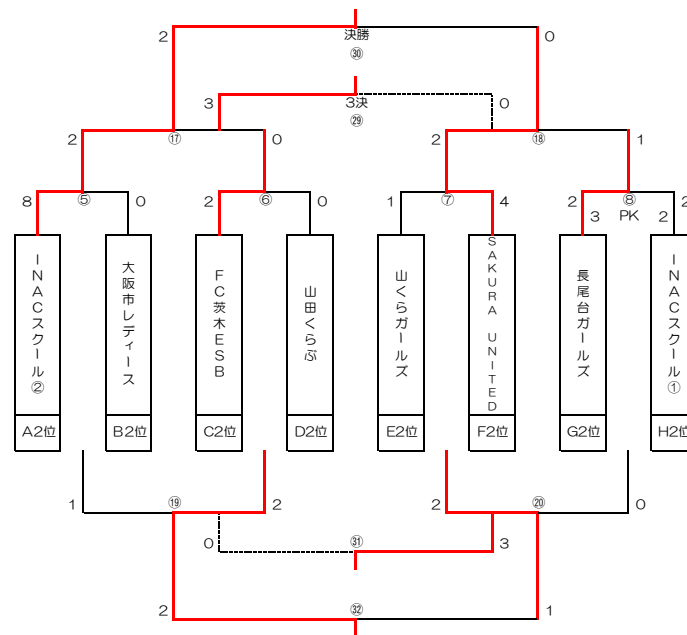 2 決勝 0
㉚
3 3決 0
㉙
2 ⑰ 0 2 ⑱ 1
8 ⑤ 0 2 ⑥ 0 1 ⑦ 4 2 ⑧ 2
3 PK 2
INACスクール②
大阪市レディース
FC茨木ESB
山田くらぶ
山くらガールズ
SAKURA UNITED
長尾台ガールズ
INACスクール①
A2位 B2位 C2位 D2位 E2位 F2位 G2位 H2位
1 ⑲ 2 2 ⑳ 0
0 ㉛ 3
2 ㉜ 1